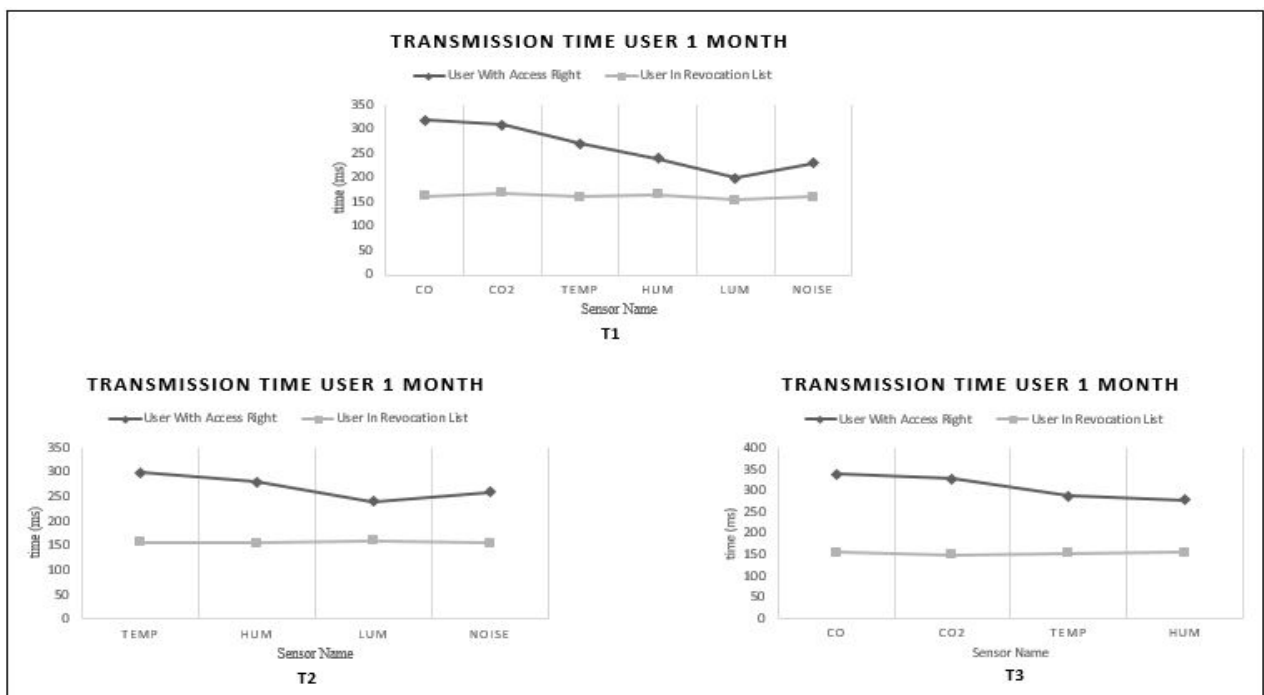 TRANSMISSION TIME USER 1 MONTH
User With Access Right User In Revocation List
350
300
250
200
150
100
50
0
time (ms)
CO CO2 TEMP HUM LUM NOISE
Sensor Name
T1
TRANSMISSION TIME USER 1 MONTH
User With Access Right User In Revocation List
350
300
250
200
150
100
50
0
time (ms)
TEMP HUM LUM NOISE
Sensor Name
T2
TRANSMISSION TIME USER 1 MONTH
User With Access Right User In Revocation List
400
350
300
250
200
150
100
50
0
time (ms)
CO CO2 TEMP HUM
Sensor Name
T3